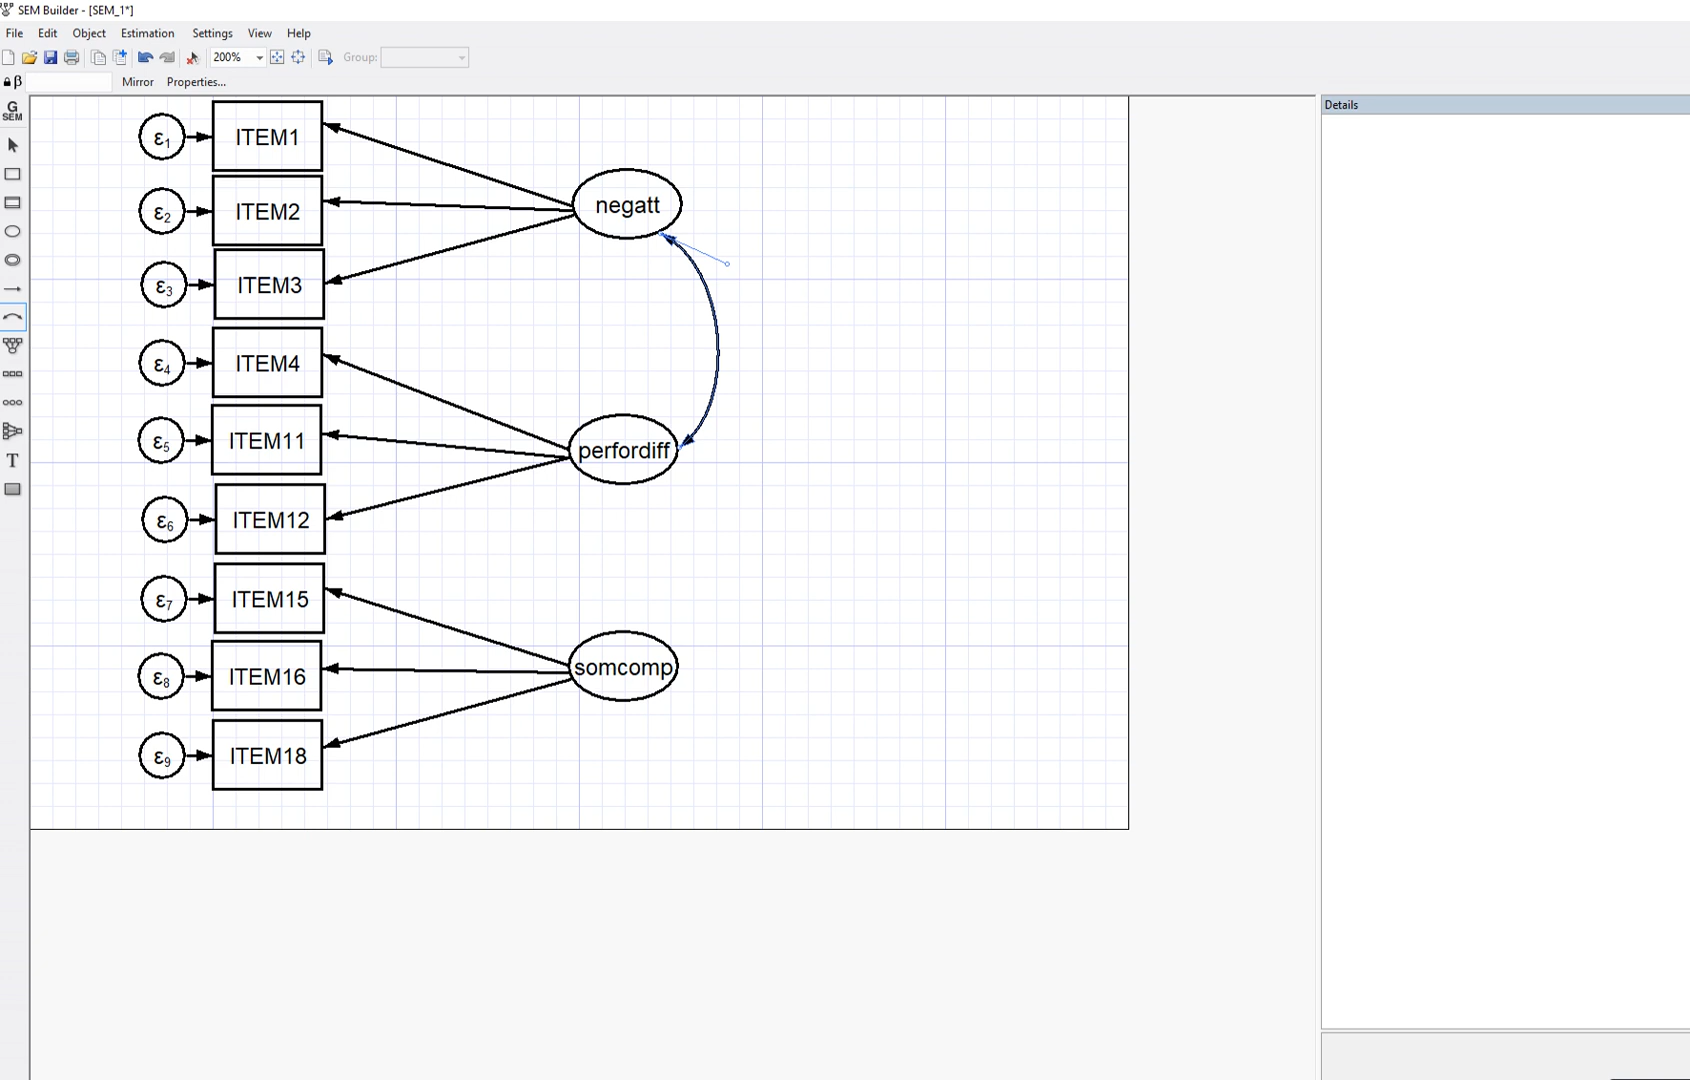 SEM Builder - [SEM_1*]
File Edit Object Estimation Settings View Help
200% Group:
β Mirror Properties...
G
SEM
Details
T
ε1 ITEM1
negatt
ε2 ITEM2
ε3 ITEM3
ε4 ITEM4
ε5 ITEM11
perfordiff
ε6 ITEM12
ε7 ITEM15
somcomp
ε8 ITEM16
ε9 ITEM18